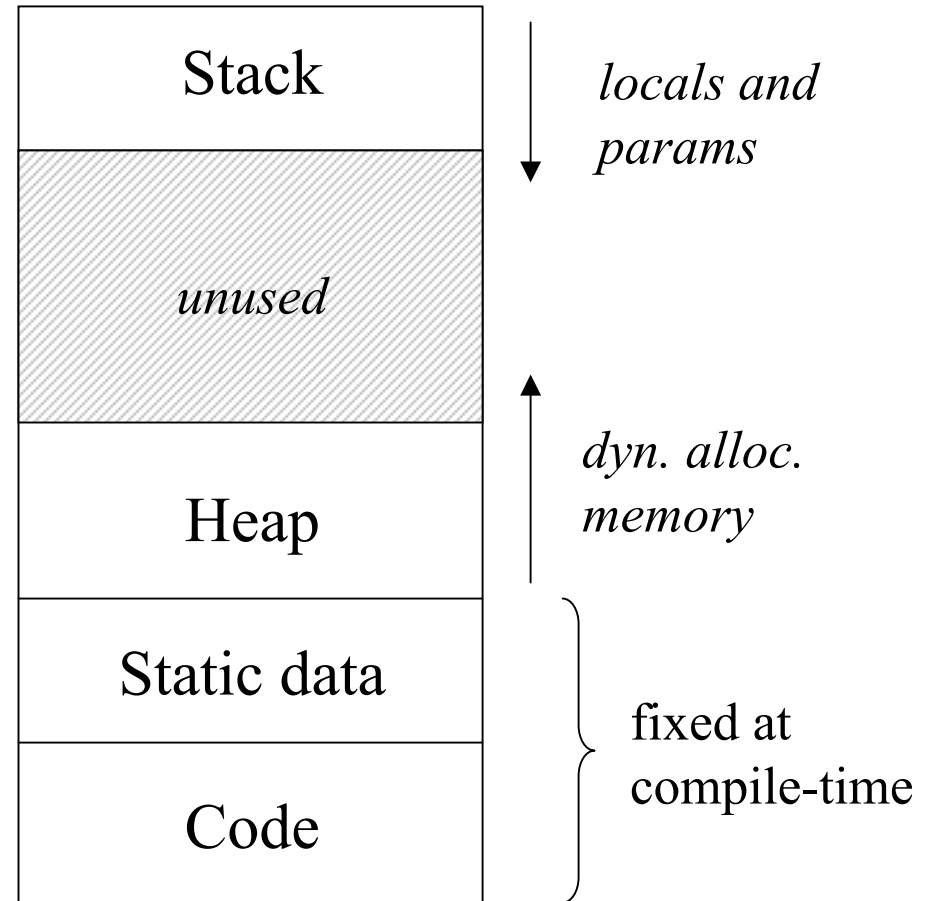 Stack
locals and
params
unused
dyn. alloc.
memory
Heap
Static data
fixed at
compile-time
Code